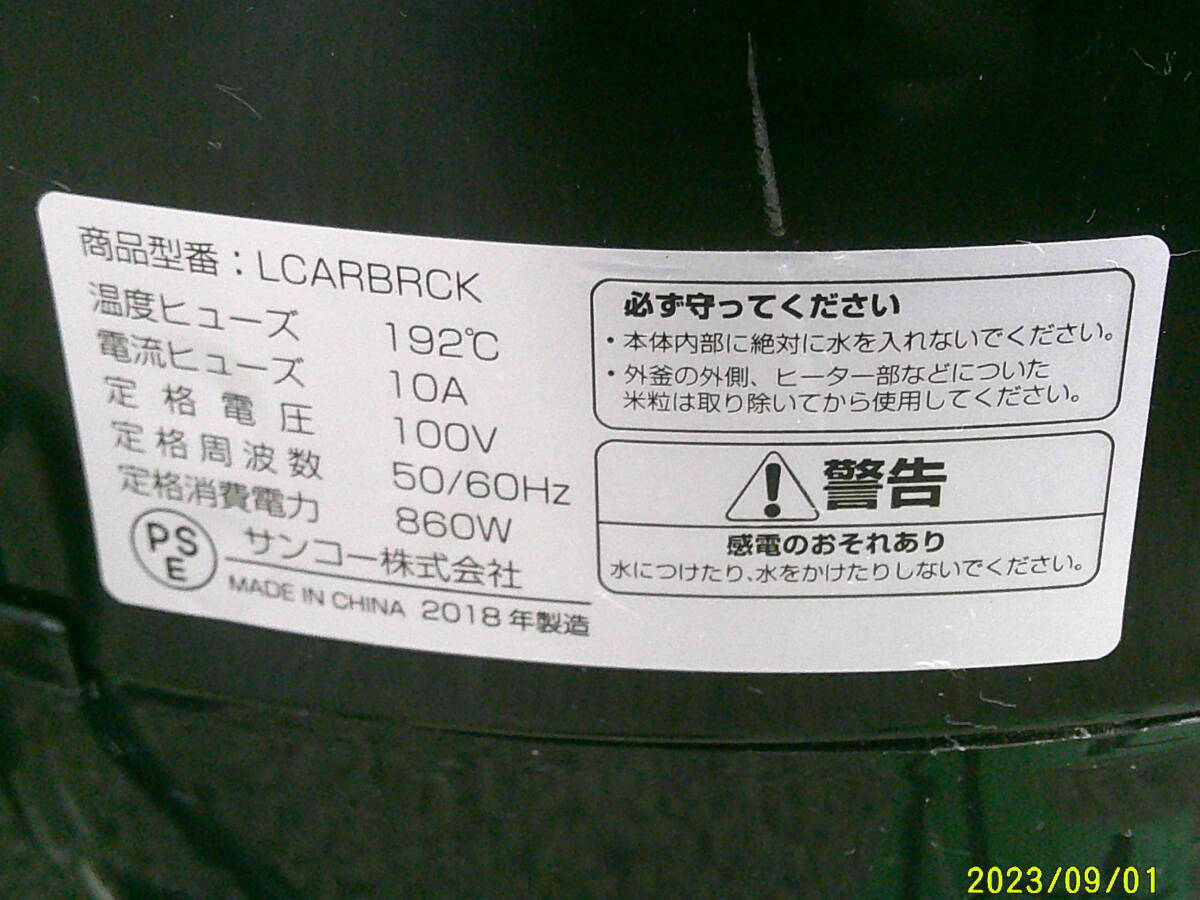 商品型番：LCARBRCK
温度ヒューズ 192℃
電流ヒューズ 10A
定格電圧 100V
定格周波数 50/60Hz
定格消費電力 860W
PS
E
サンコー株式会社
MADE IN CHINA 2018年製造
必ず守ってください
・本体内部に絶対に水を入れないでください。
・外釜の外側、ヒーター部などについた
米粒は取り除いてから使用してください。
警告
感電のおそれあり
水につけたり、水をかけたりしないでください。
2023/09/01